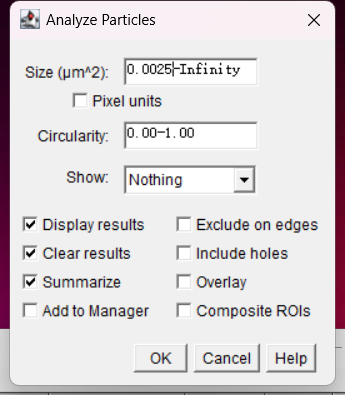 Analyze Particles
Size (µm^2): 0.0025-Infinity
Pixel units
Circularity: 0.00-1.00
Show: Nothing
Display results Exclude on edges
Clear results Include holes
Summarize Overlay
Add to Manager Composite ROIs
OK Cancel Help